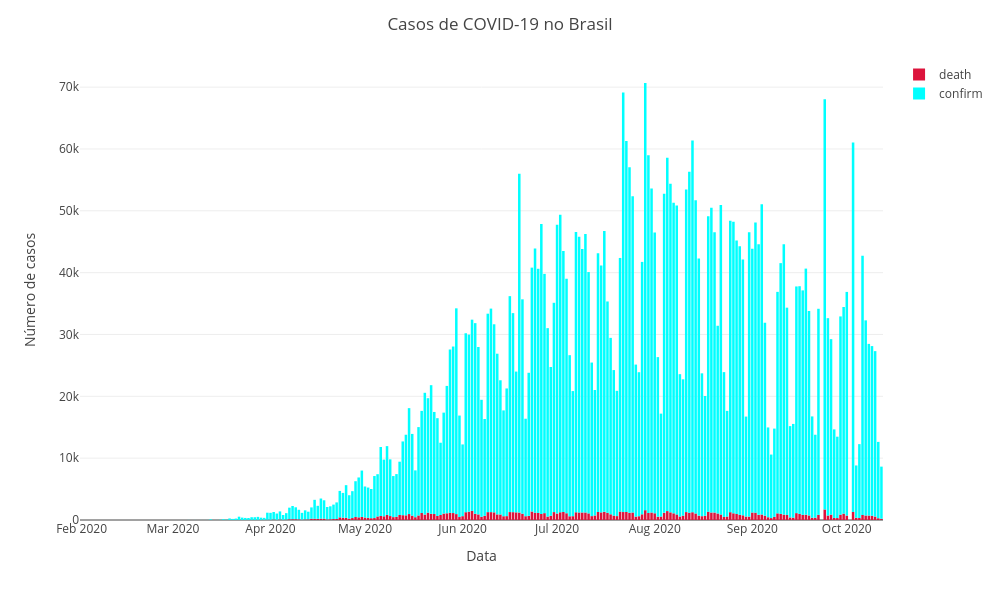 Casos de COVID-19 no Brasil
death
confirm
70k
60k
50k
40k
30k
20k
10k
0
Número de casos
Feb 2020 Mar 2020 Apr 2020 May 2020 Jun 2020 Jul 2020 Aug 2020 Sep 2020 Oct 2020
Data